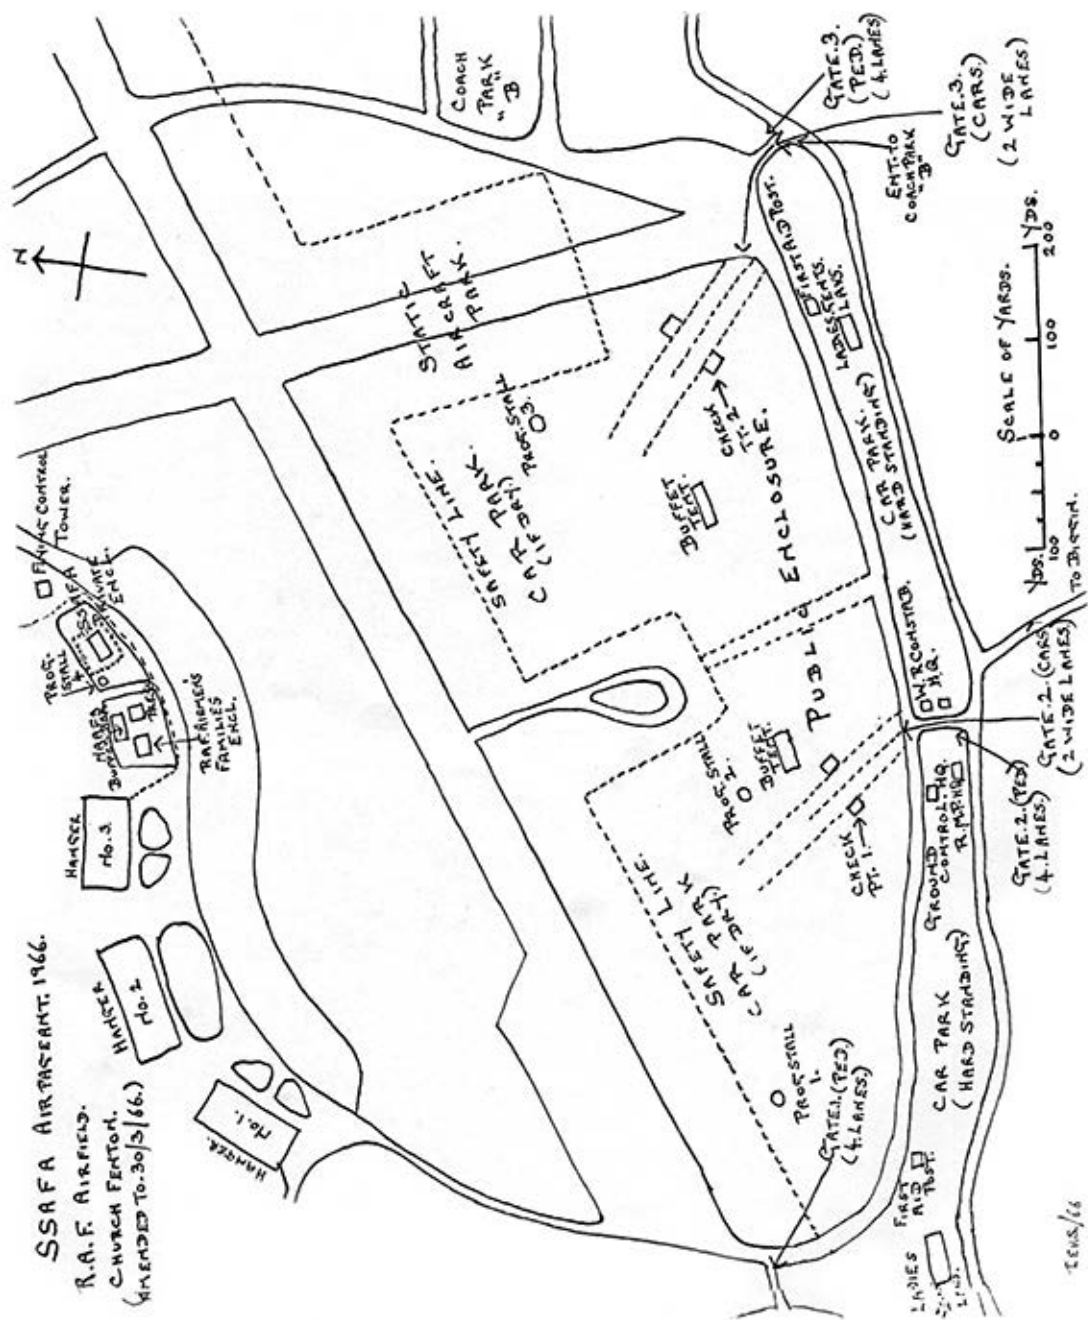 SSAFA AIR PAGEANT. 1966.
R.A.F. AIRFIELD.
CHURCH FENTON.
(AMENDED TO. 30/3/66.)
N
HANGER
No. 1.
HANGER
No. 2
HANGER
No. 3
NAAFI
PROG.
STALL
4
PRIVATE
ENCL.
FLYING CONTROL
TOWER.
R.A.F. AIRMENS
FAMILIES
ENCL.
COACH
PARK
"B"
STATIC
AIRCRAFT
PARK.
SAFETY LINE.
CAR PARK.
(IF DRY.)
PROG. STALL
3.
CHECK
PT. 2
BUFFET
TENT.
PUBLIC ENCLOSURE.
SAFETY LINE.
CAR PARK
(IF DRY.)
PROG. STALL
2.
BUFFET
TENT.
CHECK
PT. 1.
PROG STALL
1.
GATE. 1. (PED.)
(4. LANES)
GATE. 3.
(PED.)
(4. LANES)
GATE. 3.
(CARS.)
(2 WIDE
LANES)
ENT. TO
COACH PARK
"B"
FIRST AID POST.
LADIES GENTS.
LAVS.
CAR PARK.
(HARD STANDING)
W.R. CONSTAB.
H.Q.
GROUND
CONTROL HQ.
R.M.P. HQ
GATE. 2. (CARS)
(2 WIDE LANES)
GATE. 2. (PED)
(4. LANES.)
TO BIGGIN.
CAR PARK
(HARD STANDING)
FIRST
AID
POST.
LADIES
SCALE OF YARDS.
YDS. 100 0 100 200 YDS.